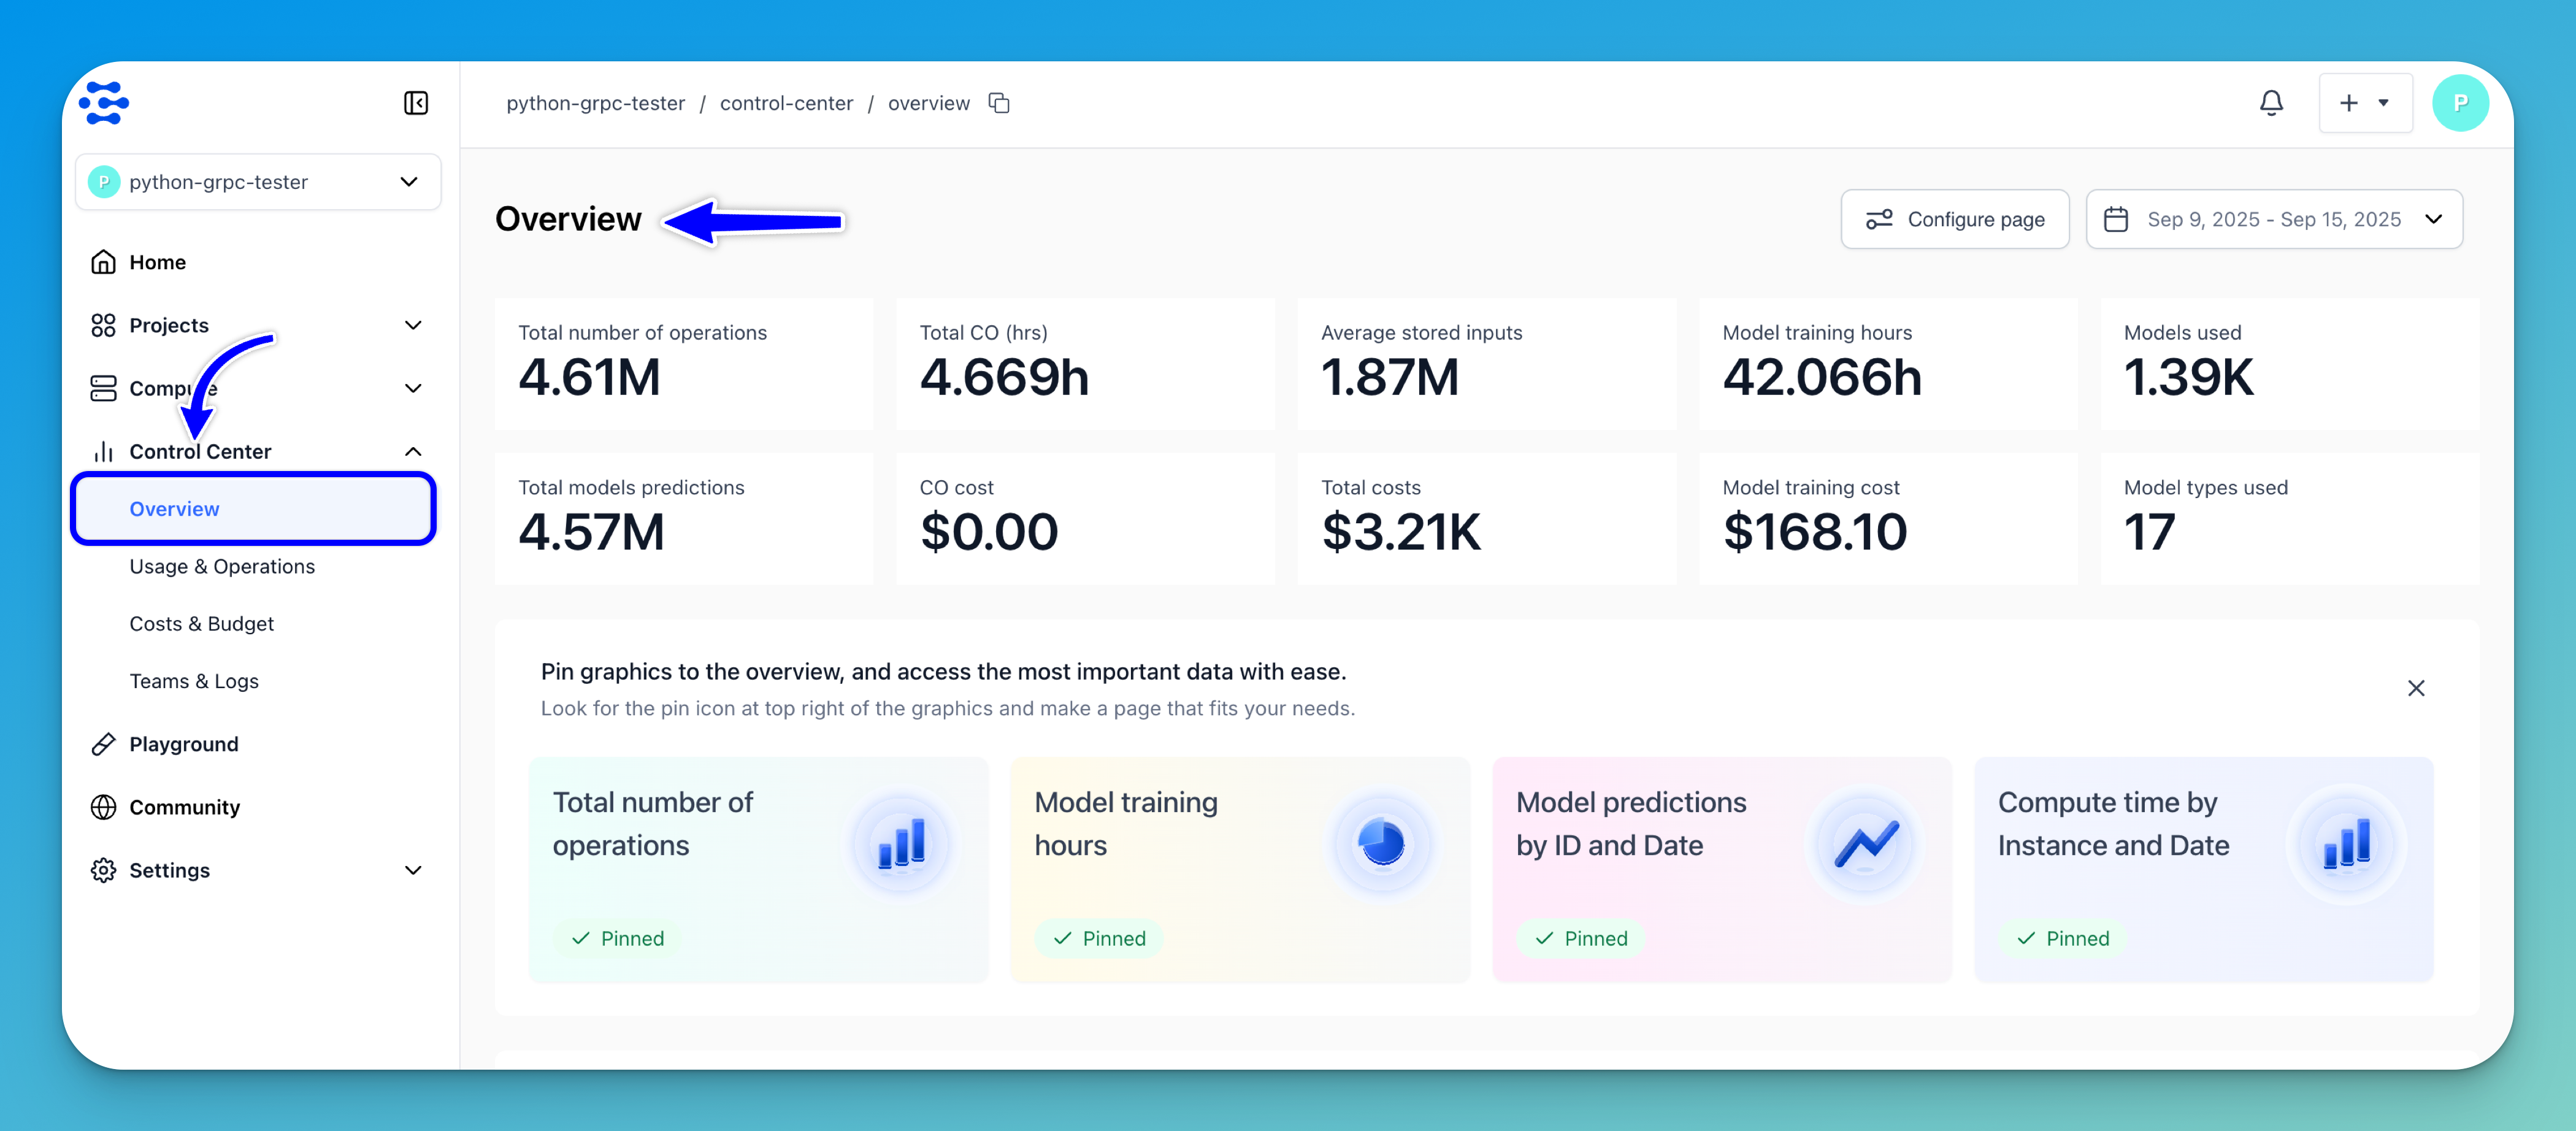 python-grpc-tester / control-center / overview
P
P python-grpc-tester
Home
Projects
Compute
Control Center
Overview
Usage & Operations
Costs & Budget
Teams & Logs
Playground
Community
Settings
Overview
Configure page
Sep 9, 2025 - Sep 15, 2025
Total number of operations
4.61M
Total CO (hrs)
4.669h
Average stored inputs
1.87M
Model training hours
42.066h
Models used
1.39K
Total models predictions
4.57M
CO cost
$0.00
Total costs
$3.21K
Model training cost
$168.10
Model types used
17
Pin graphics to the overview, and access the most important data with ease.
Look for the pin icon at top right of the graphics and make a page that fits your needs.
Total number of
operations
Pinned
Model training
hours
Pinned
Model predictions
by ID and Date
Pinned
Compute time by
Instance and Date
Pinned